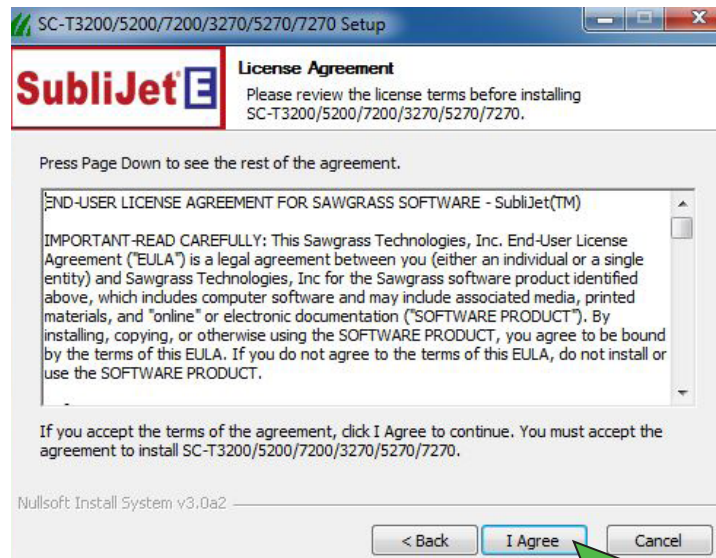 SC-T3200/5200/7200/3270/5270/7270 Setup
SubliJet E
License Agreement
Please review the license terms before installing
SC-T3200/5200/7200/3270/5270/7270.
Press Page Down to see the rest of the agreement.
END-USER LICENSE AGREEMENT FOR SAWGRASS SOFTWARE - SubliJet(TM)
IMPORTANT-READ CAREFULLY: This Sawgrass Technologies, Inc. End-User License
Agreement ("EULA") is a legal agreement between you (either an individual or a single
entity) and Sawgrass Technologies, Inc for the Sawgrass software product identified
above, which includes computer software and may include associated media, printed
materials, and "online" or electronic documentation ("SOFTWARE PRODUCT"). By
installing, copying, or otherwise using the SOFTWARE PRODUCT, you agree to be bound
by the terms of this EULA. If you do not agree to the terms of this EULA, do not install or
use the SOFTWARE PRODUCT.
If you accept the terms of the agreement, click I Agree to continue. You must accept the
agreement to install SC-T3200/5200/7200/3270/5270/7270.
Nullsoft Install System v3.0a2
< Back
I Agree
Cancel